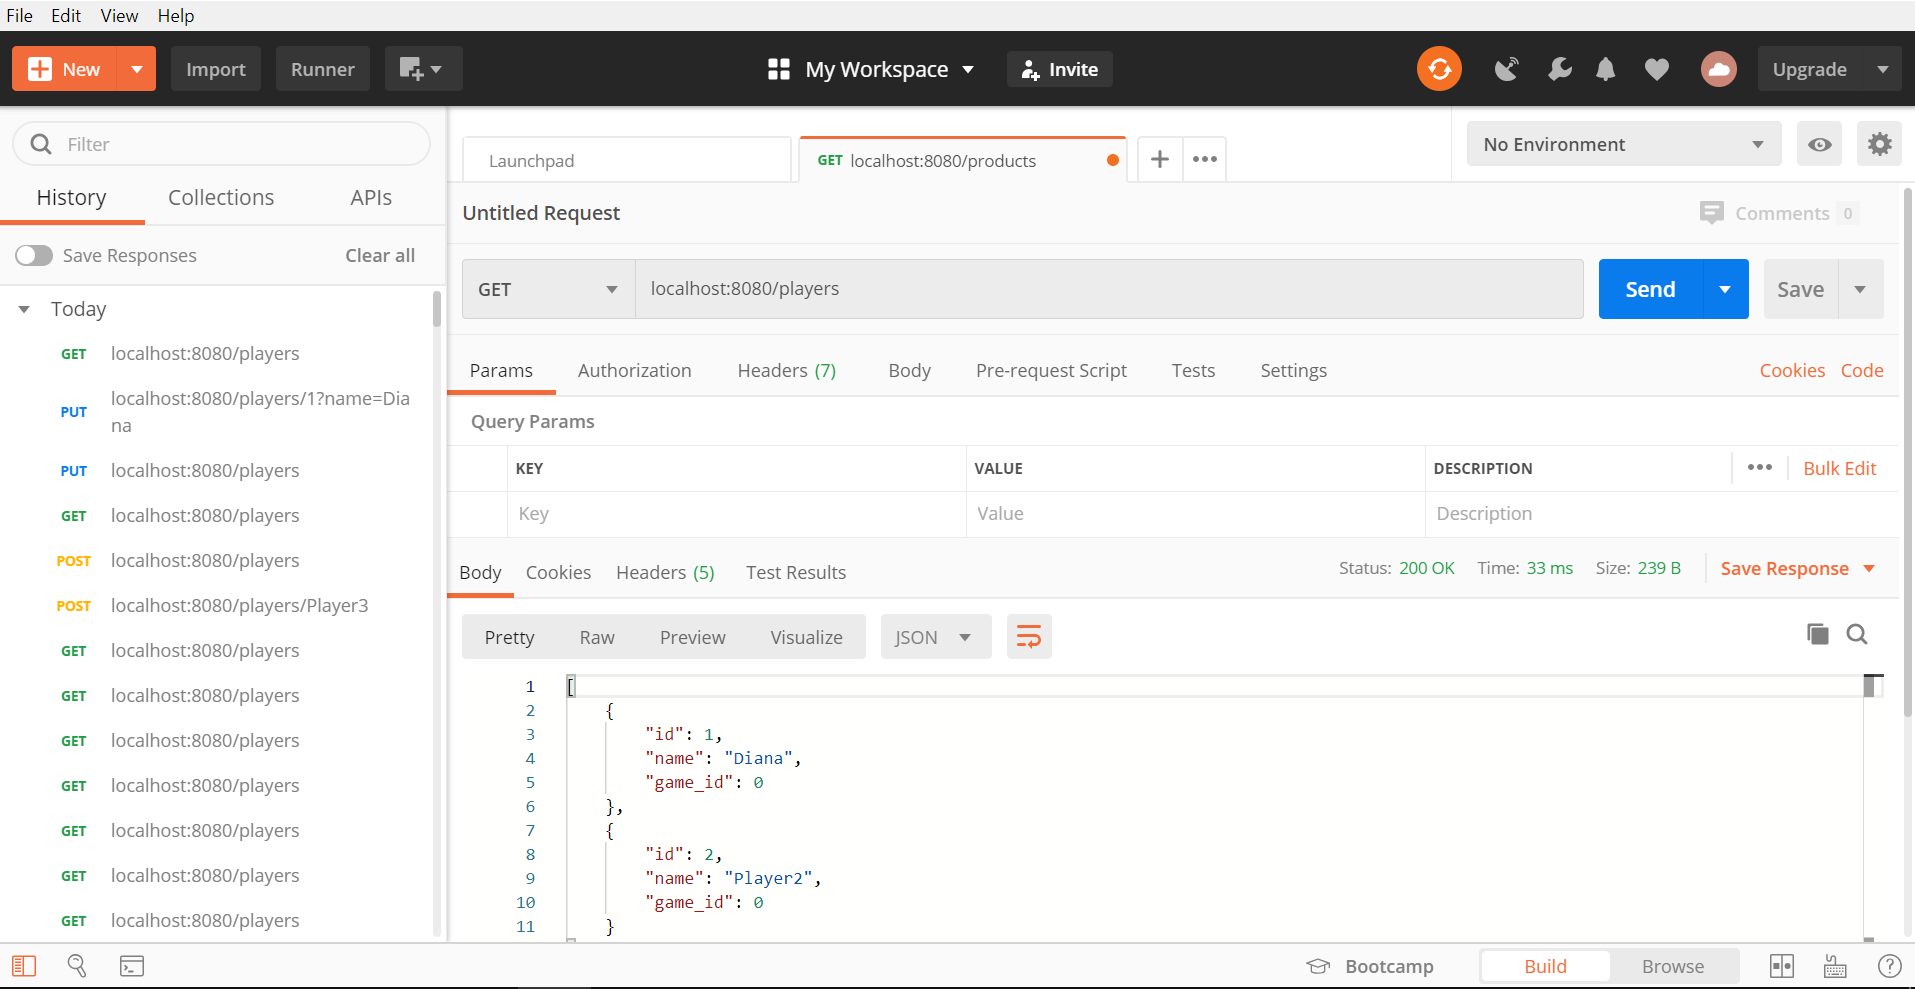 File Edit View Help
New Import Runner My Workspace Invite Upgrade
Filter
History Collections APIs
Save Responses Clear all
Today
GET localhost:8080/players
PUT localhost:8080/players/1?name=Dia
na
PUT localhost:8080/players
GET localhost:8080/players
POST localhost:8080/players
POST localhost:8080/players/Player3
GET localhost:8080/players
GET localhost:8080/players
GET localhost:8080/players
GET localhost:8080/players
GET localhost:8080/players
GET localhost:8080/players
GET localhost:8080/players
Launchpad GET localhost:8080/products No Environment
Untitled Request Comments 0
GET localhost:8080/players Send Save
Params Authorization Headers (7) Body Pre-request Script Tests Settings Cookies Code
Query Params
KEY VALUE DESCRIPTION Bulk Edit
Key Value Description
Body Cookies Headers (5) Test Results Status: 200 OK Time: 33 ms Size: 239 B Save Response
Pretty Raw Preview Visualize JSON
1 [
2 {
3 "id": 1,
4 "name": "Diana",
5 "game_id": 0
6 },
7 {
8 "id": 2,
9 "name": "Player2",
10 "game_id": 0
11 }
Bootcamp Build Browse